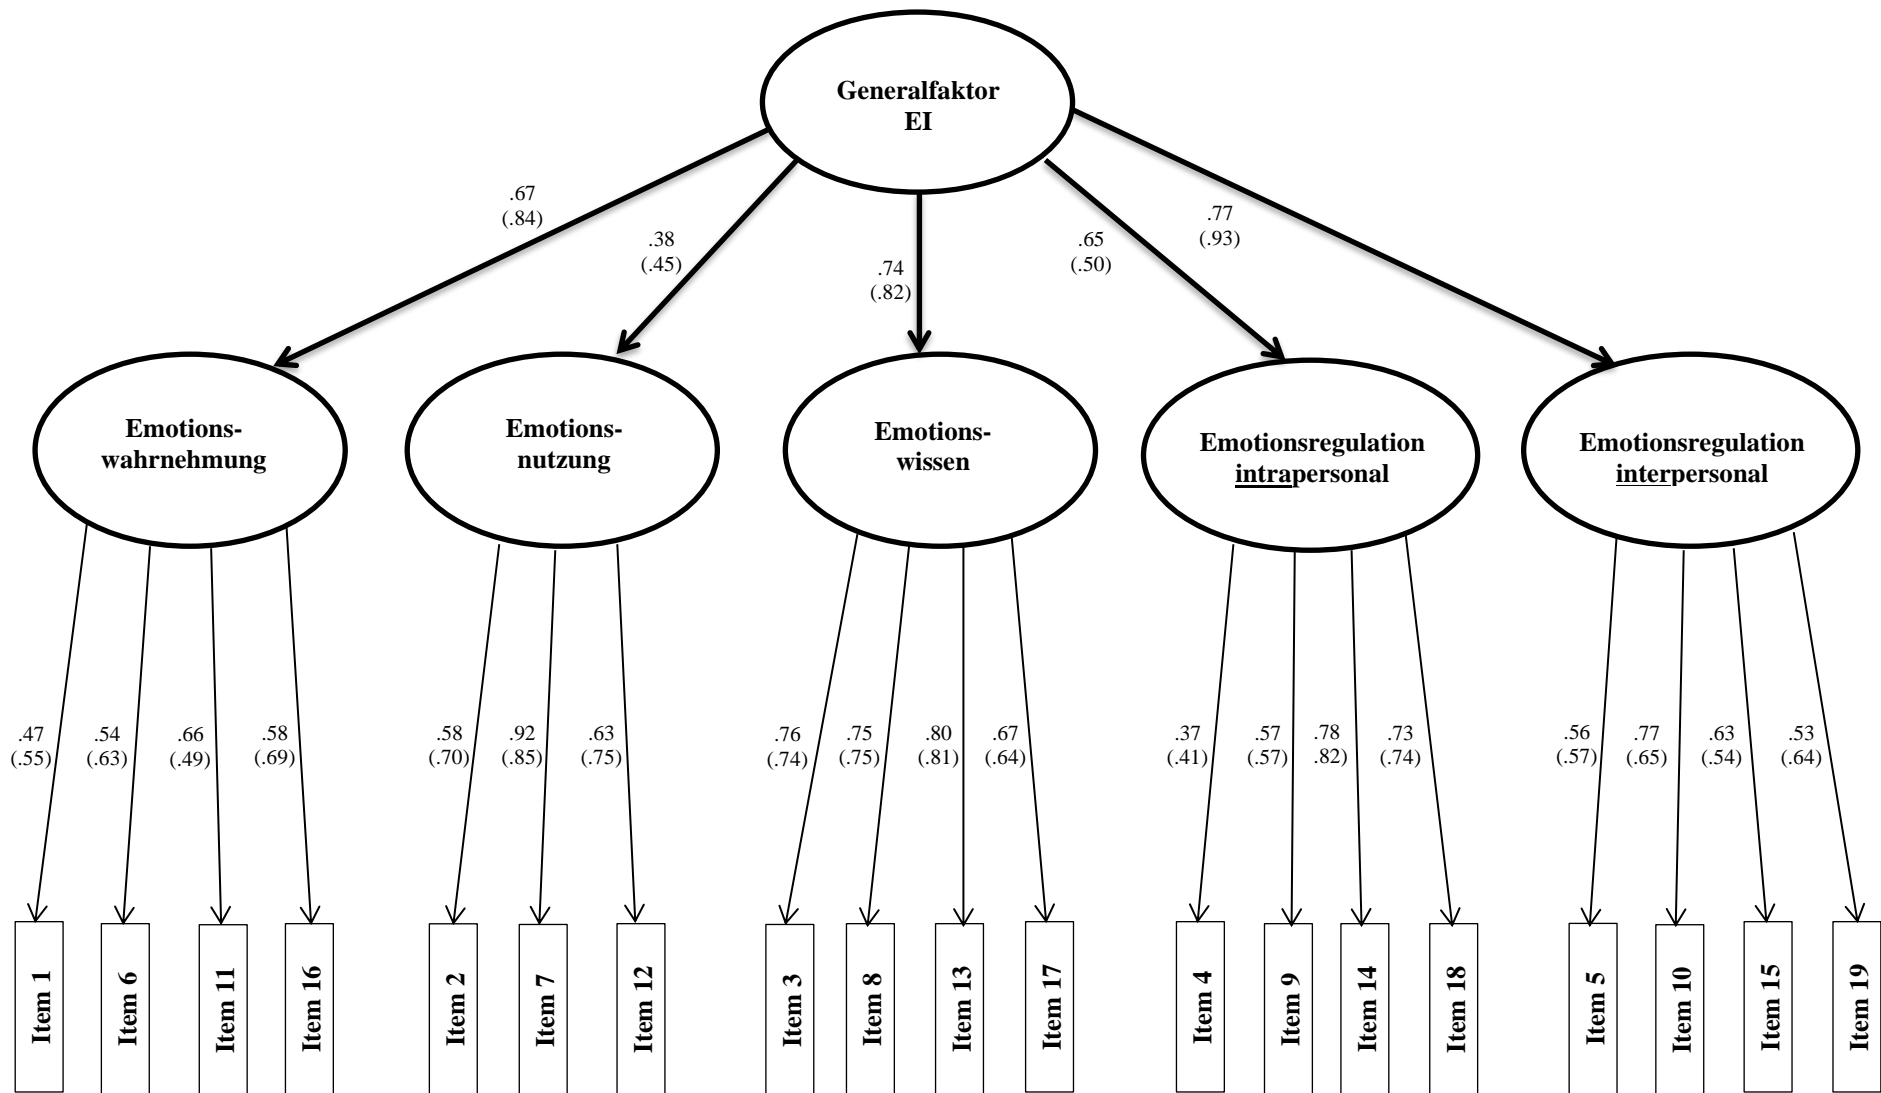 Generalfaktor
EI
.67
(.84)
.38
(.45)
.74
(.82)
.65
(.50)
.77
(.93)
Emotions-
wahrnehmung
Emotions-
nutzung
Emotions-
wissen
Emotionsregulation
intrapersonal
Emotionsregulation
interpersonal
.47
(.55)
.54
(.63)
.66
(.49)
.58
(.69)
.58
(.70)
.92
(.85)
.63
(.75)
.76
(.74)
.75
(.75)
.80
(.81)
.67
(.64)
.37
(.41)
.57
(.57)
.78
.82)
.73
(.74)
.56
(.57)
.77
(.65)
.63
(.54)
.53
(.64)
Item 1
Item 6
Item 11
Item 16
Item 2
Item 7
Item 12
Item 3
Item 8
Item 13
Item 17
Item 4
Item 9
Item 14
Item 18
Item 5
Item 10
Item 15
Item 19